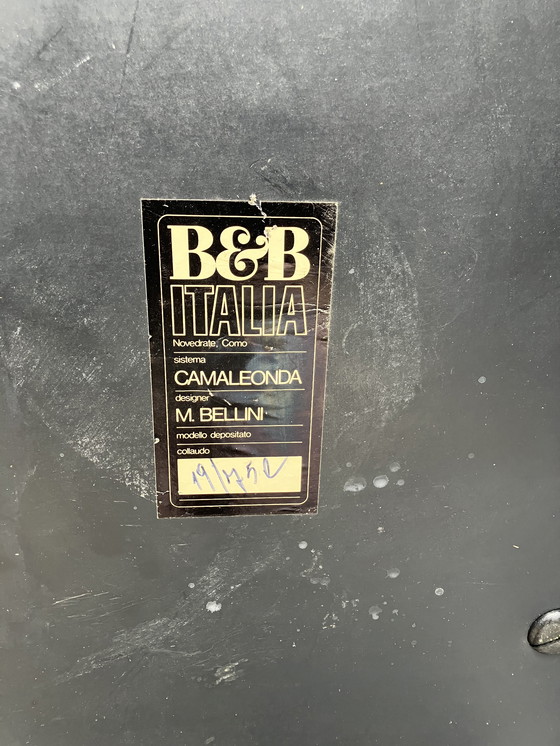 B&B
ITALIA
Novedrate, Como
sistema
CAMALEONDA
designer
M. BELLINI
modello depositato
collaudo